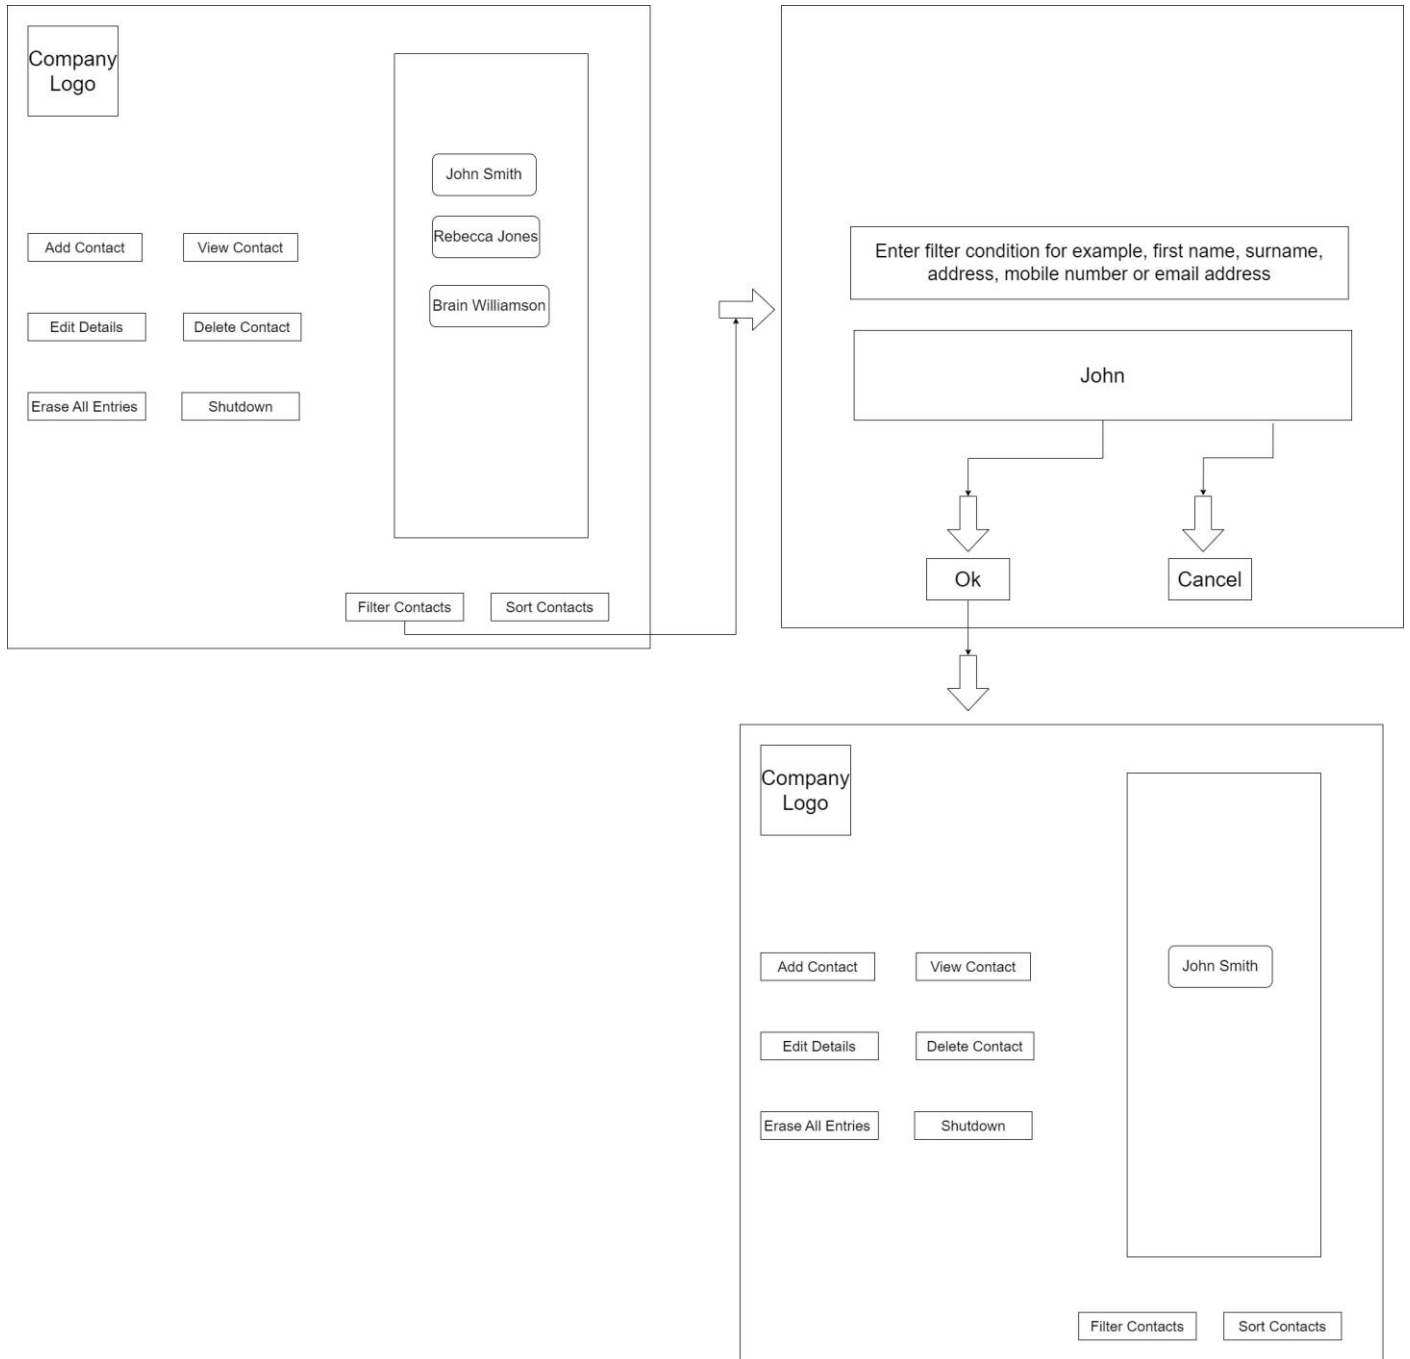 Company
Logo
John Smith
Rebecca Jones
Brain Williamson
Add Contact
View Contact
Edit Details
Delete Contact
Erase All Entries
Shutdown
Filter Contacts
Sort Contacts
Enter filter condition for example, first name, surname,
address, mobile number or email address
John
Ok
Cancel
Company
Logo
John Smith
Add Contact
View Contact
Edit Details
Delete Contact
Erase All Entries
Shutdown
Filter Contacts
Sort Contacts